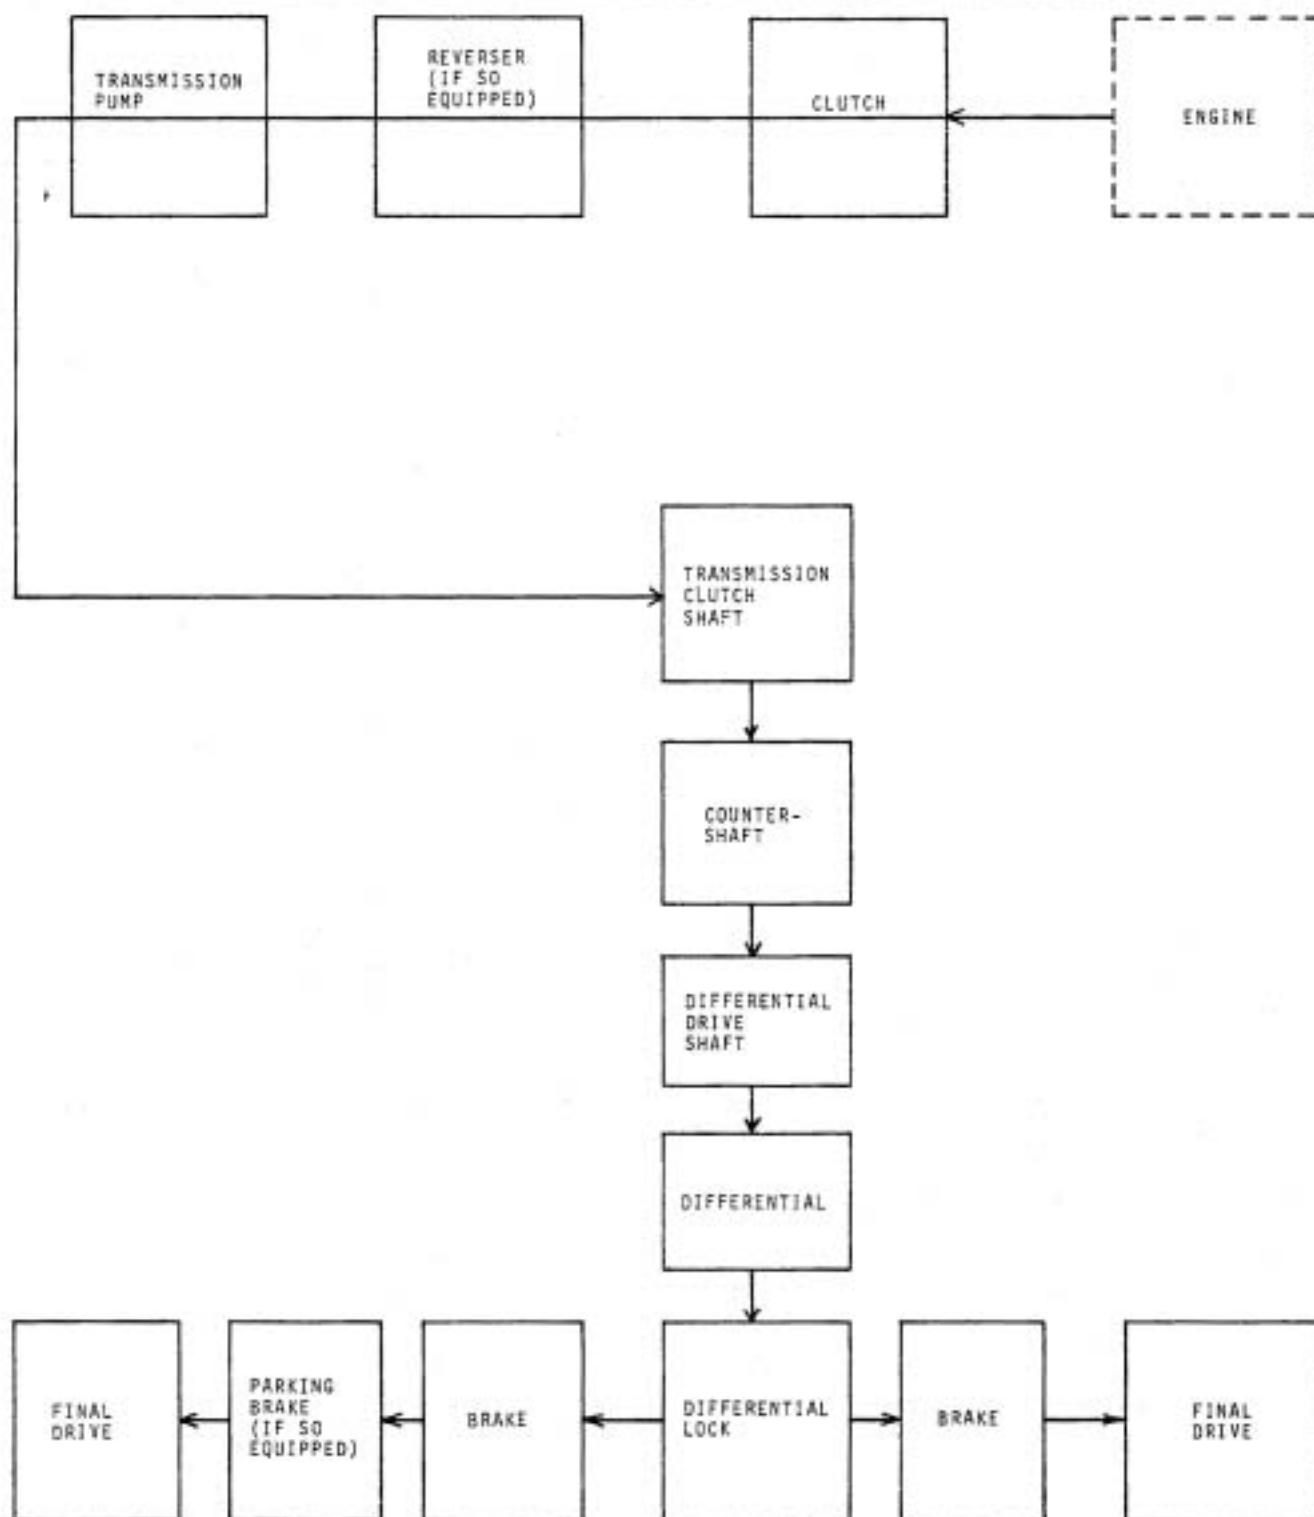 TRANSMISSION
PUMP
REVERSER
(IF SO
EQUIPPED)
CLUTCH
ENGINE
TRANSMISSION
CLUTCH
SHAFT
COUNTER-
SHAFT
DIFFERENTIAL
DRIVE
SHAFT
DIFFERENTIAL
FINAL
DRIVE
PARKING
BRAKE
(IF SO
EQUIPPED)
BRAKE
DIFFERENTIAL
LOCK
BRAKE
FINAL
DRIVE